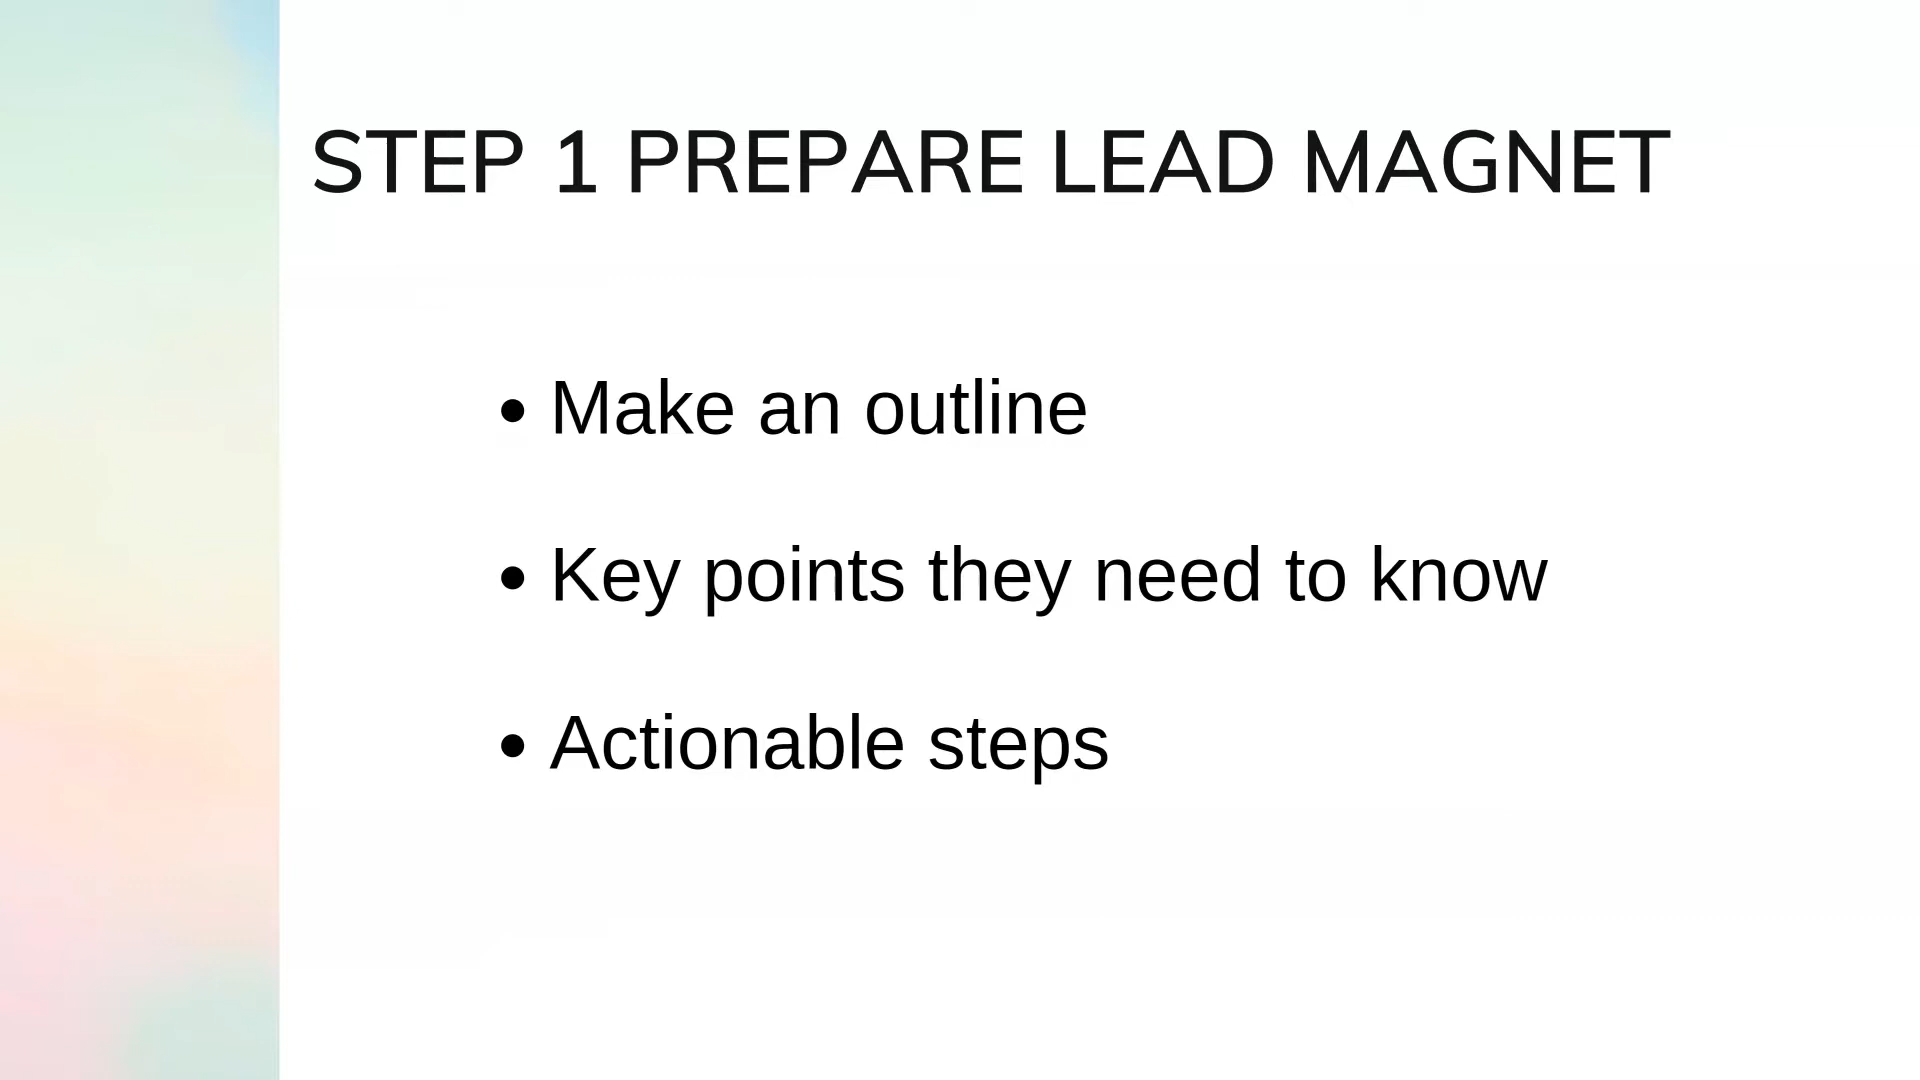 STEP 1 PREPARE LEAD MAGNET
• Make an outline
• Key points they need to know
• Actionable steps